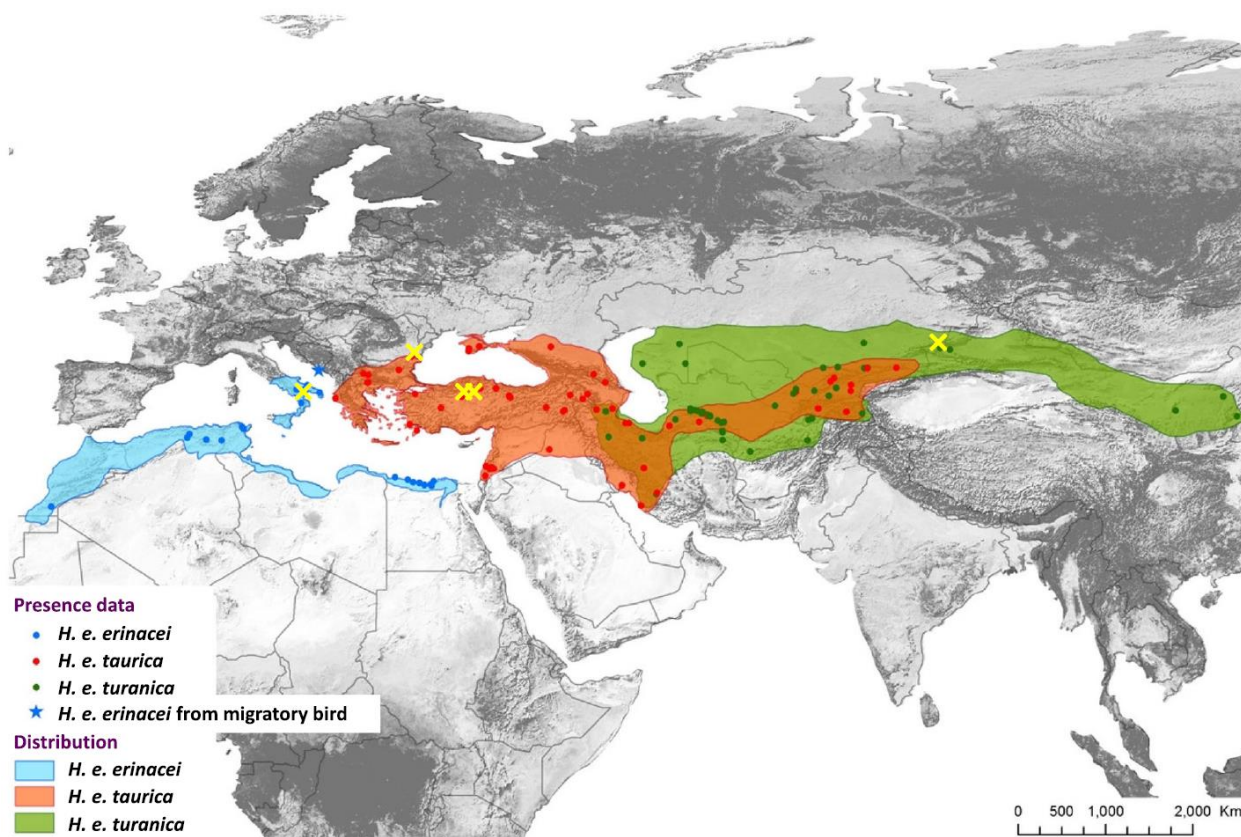 Presence data
H. e. erinacei
H. e. taurica
H. e. turanica
H. e. erinacei from migratory bird
Distribution
H. e. erinacei
H. e. taurica
H. e. turanica
0 500 1,000 2,000 Km